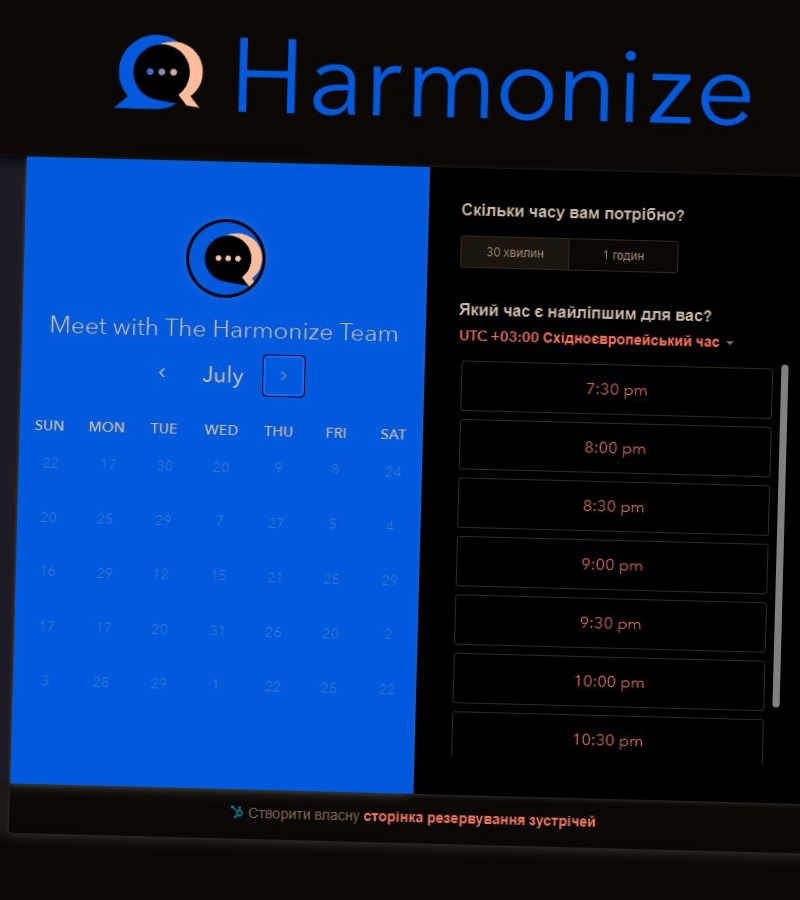 Harmonize
Meet with The Harmonize Team
July
SUN MON TUE WED THU FRI SAT
22 17 30 20 9 8 24
20 25 29 7 27 5 4
16 29 12 15 21 25 29
17 17 20 31 26 20 2
3 28 29 1 22 25 22
Скільки часу вам потрібно?
30 хвилин 1 годин
Який час є найліпшим для вас?
UTC +03:00 Східноєвропейський час
7:30 pm
8:00 pm
8:30 pm
9:00 pm
9:30 pm
10:00 pm
10:30 pm
Створити власну сторінка резервування зустрічей